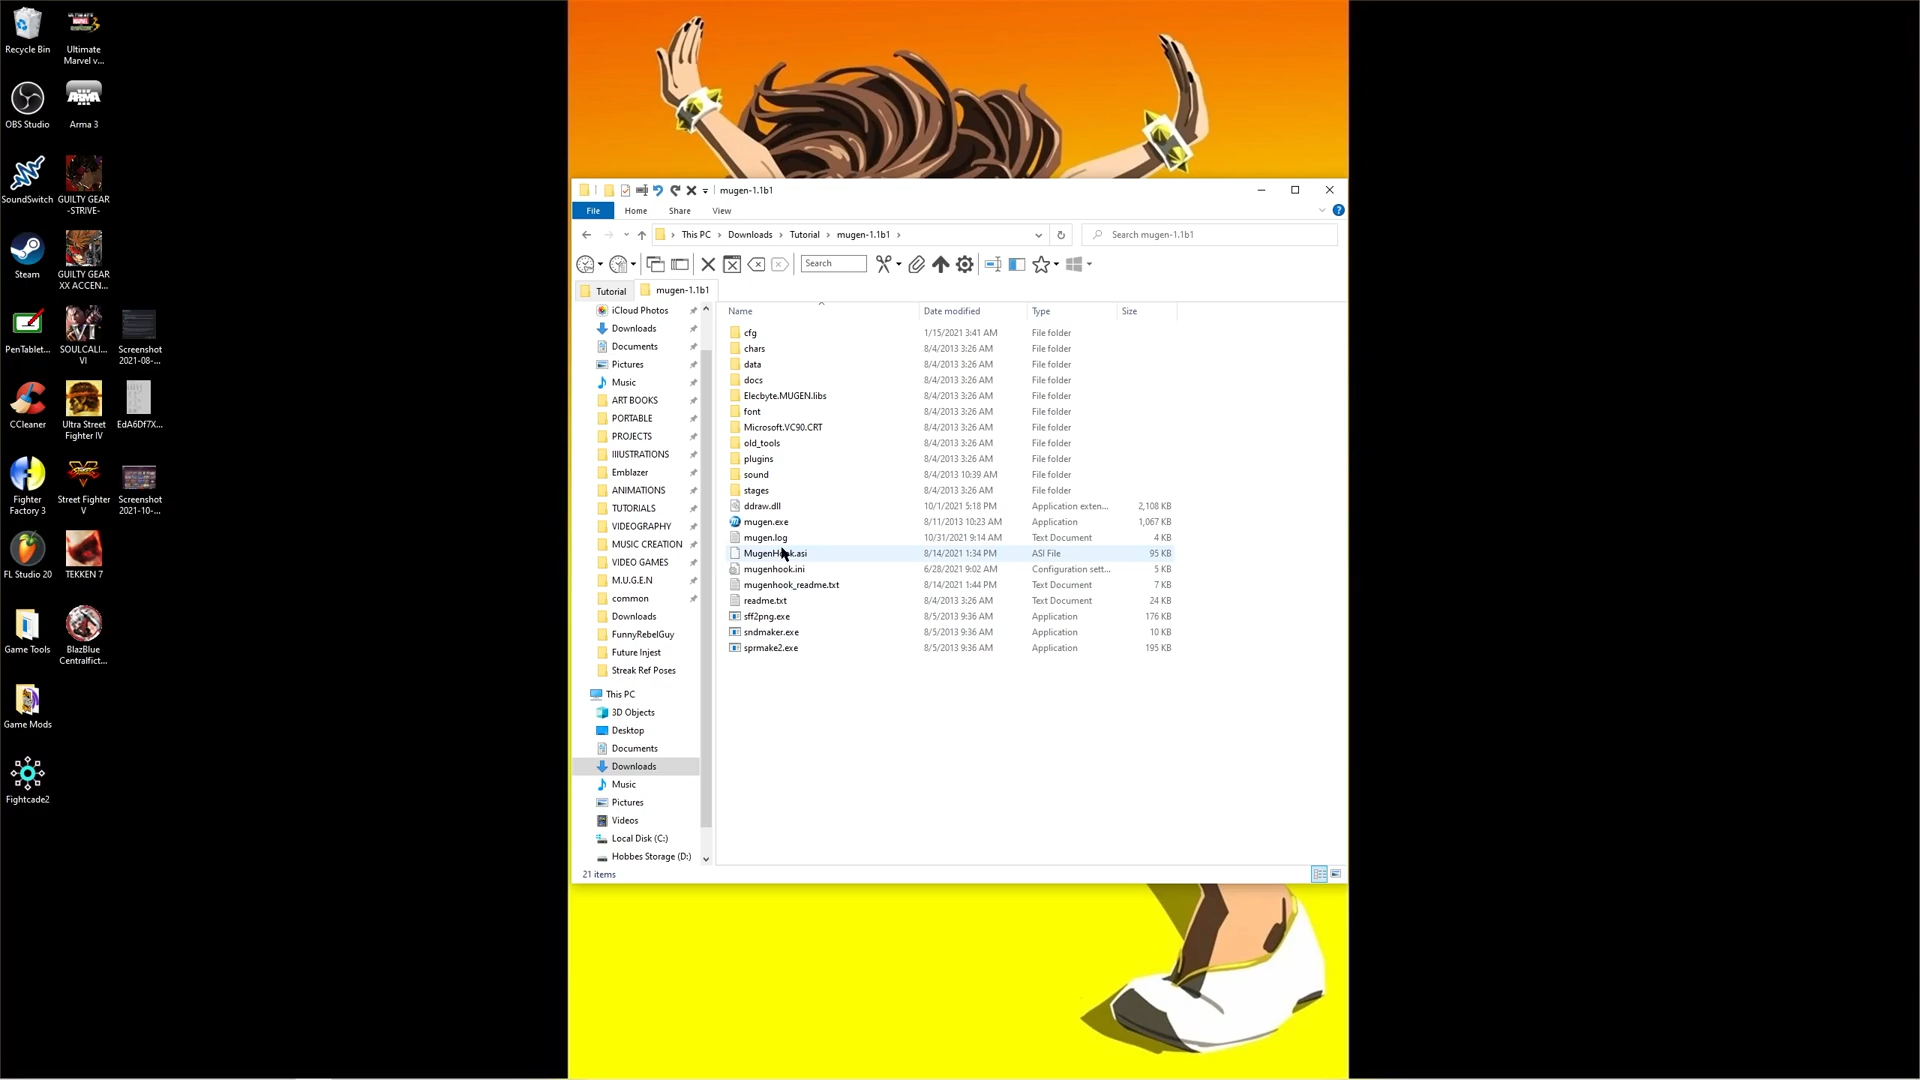 Recycle Bin
Ultimate
Marvel v...
OBS Studio
Arma 3
SoundSwitch
GUILTY GEAR
-STRIVE-
Steam
GUILTY GEAR
XX ACCEN...
PenTablet...
SOULCALI...
VI
Screenshot
2021-08-...
CCleaner
Ultra Street
Fighter IV
EdA6Df7X...
Fighter
Factory 3
Street Fighter
V
Screenshot
2021-10-...
FL Studio 20
TEKKEN 7
Game Tools
BlazBlue
Centralfict...
Game Mods
Fightcade2
mugen-1.1b1
File Home Share View
This PC Downloads Tutorial mugen-1.1b1
Search mugen-1.1b1
Search
Tutorial
mugen-1.1b1
iCloud Photos
Downloads
Documents
Pictures
Music
ART BOOKS
PORTABLE
PROJECTS
IllUSTRATIONS
Emblazer
ANIMATIONS
TUTORIALS
VIDEOGRAPHY
MUSIC CREATION
VIDEO GAMES
M.U.G.E.N
common
Downloads
FunnyRebelGuy
Future Injest
Streak Ref Poses
This PC
3D Objects
Desktop
Documents
Downloads
Music
Pictures
Videos
Local Disk (C:)
Hobbes Storage (D:)
Name Date modified Type Size
cfg 1/15/2021 3:41 AM File folder
chars 8/4/2013 3:26 AM File folder
data 8/4/2013 3:26 AM File folder
docs 8/4/2013 3:26 AM File folder
Elecbyte.MUGEN.libs 8/4/2013 3:26 AM File folder
font 8/4/2013 3:26 AM File folder
Microsoft.VC90.CRT 8/4/2013 3:26 AM File folder
old_tools 8/4/2013 3:26 AM File folder
plugins 8/4/2013 3:26 AM File folder
sound 8/4/2013 10:39 AM File folder
stages 8/4/2013 3:26 AM File folder
ddraw.dll 10/1/2021 5:18 PM Application exten... 2,108 KB
mugen.exe 8/11/2013 10:23 AM Application 1,067 KB
mugen.log 10/31/2021 9:14 AM Text Document 4 KB
MugenHook.asi 8/14/2021 1:34 PM ASI File 95 KB
mugenhook.ini 6/28/2021 9:02 AM Configuration sett... 5 KB
mugenhook_readme.txt 8/14/2021 1:44 PM Text Document 7 KB
readme.txt 8/4/2013 3:26 AM Text Document 24 KB
sff2png.exe 8/5/2013 9:36 AM Application 176 KB
sndmaker.exe 8/5/2013 9:36 AM Application 10 KB
sprmake2.exe 8/5/2013 9:36 AM Application 195 KB
21 items